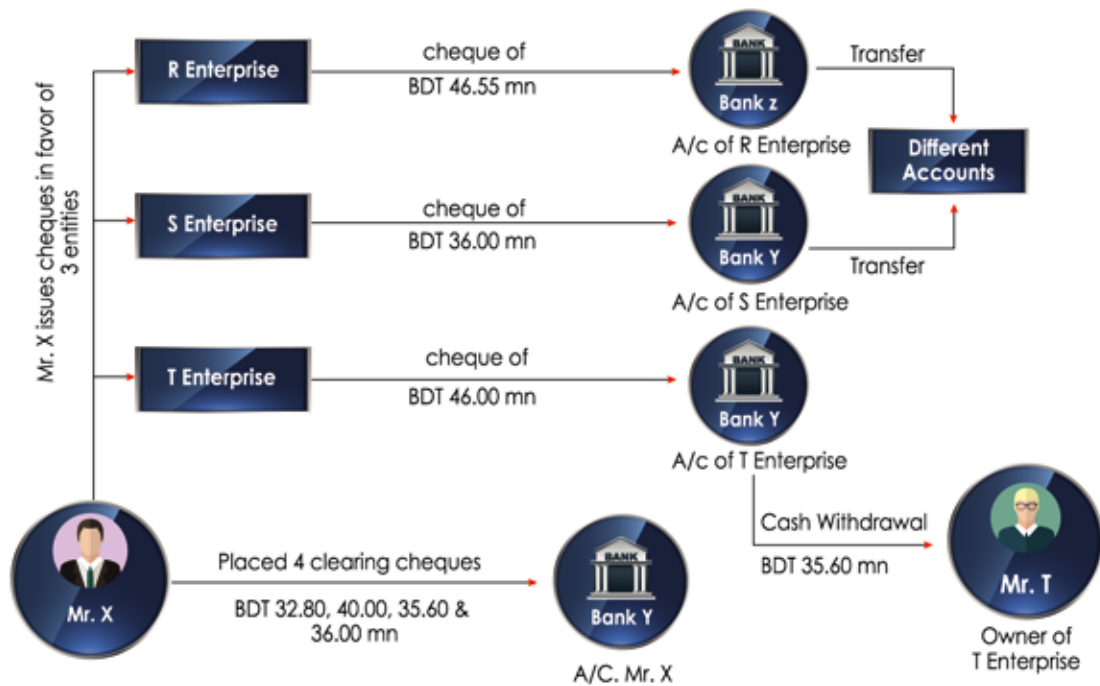 Mr. X issues cheques in favor of
3 entities
R Enterprise
cheque of
BDT 46.55 mn
BANK
Bank z
A/c of R Enterprise
Transfer
Different
Accounts
S Enterprise
cheque of
BDT 36.00 mn
BANK
Bank Y
A/c of S Enterprise
Transfer
T Enterprise
cheque of
BDT 46.00 mn
BANK
Bank Y
A/c of T Enterprise
Cash Withdrawal
BDT 35.60 mn
Mr. T
Owner of
T Enterprise
Mr. X
Placed 4 clearing cheques
BDT 32.80, 40.00, 35.60 &
36.00 mn
BANK
Bank Y
A/C. Mr. X